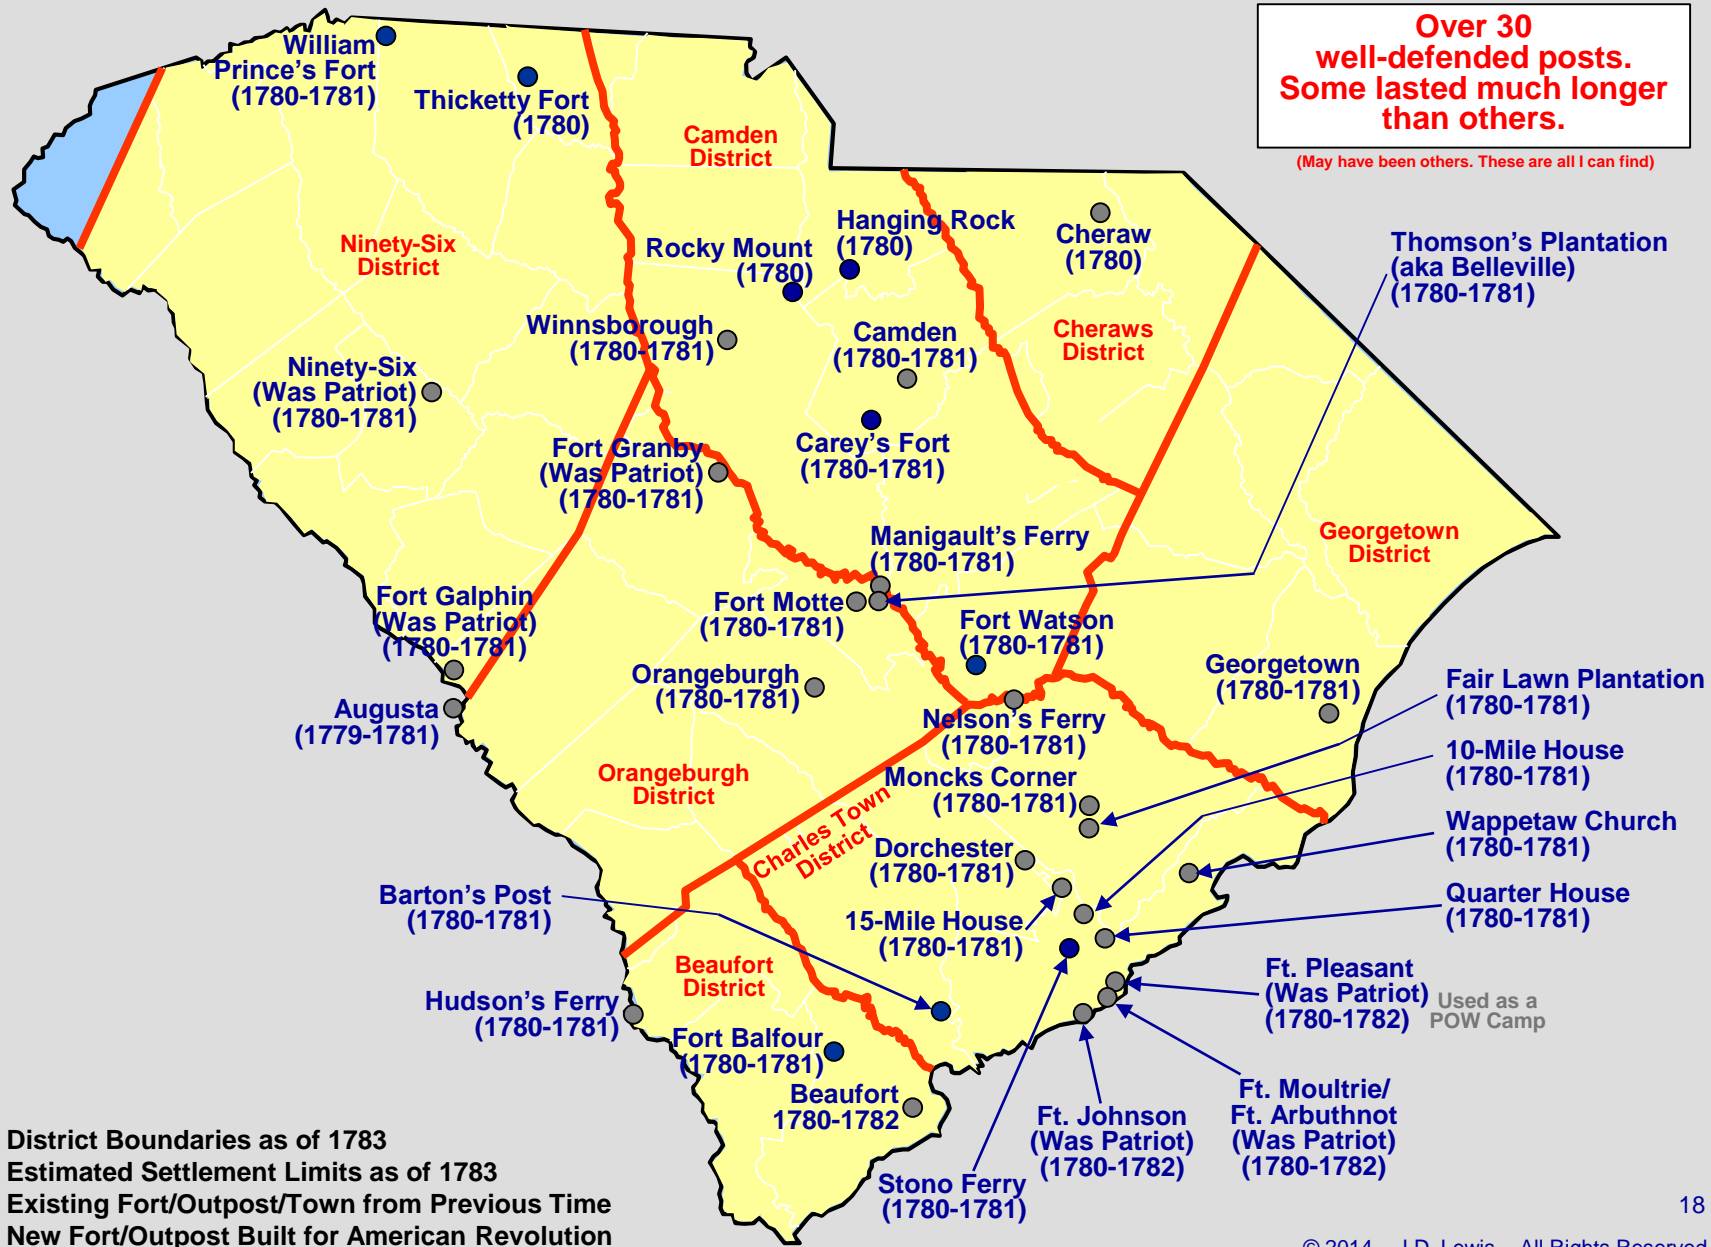 Over 30
well-defended posts.
Some lasted much longer
than others.
(May have been others. These are all I can find)
William
Prince's Fort
(1780-1781)
Thicketty Fort
(1780)
Camden
District
Ninety-Six
District
Rocky Mount
(1780)
Hanging Rock
(1780)
Cheraw
(1780)
Thomson's Plantation
(aka Belleville)
(1780-1781)
Winnsborough
(1780-1781)
Camden
(1780-1781)
Cheraws
District
Ninety-Six
(Was Patriot)
(1780-1781)
Carey's Fort
(1780-1781)
Fort Granby
(Was Patriot)
(1780-1781)
Manigault's Ferry
(1780-1781)
Georgetown
District
Fort Galphin
(Was Patriot)
(1780-1781)
Fort Motte
(1780-1781)
Fort Watson
(1780-1781)
Orangeburgh
(1780-1781)
Georgetown
(1780-1781)
Fair Lawn Plantation
(1780-1781)
Augusta
(1779-1781)
Nelson's Ferry
(1780-1781)
10-Mile House
(1780-1781)
Orangeburgh
District
Moncks Corner
(1780-1781)
Charles Town
District
Wappetaw Church
(1780-1781)
Dorchester
(1780-1781)
Barton's Post
(1780-1781)
15-Mile House
(1780-1781)
Quarter House
(1780-1781)
Beaufort
District
Ft. Pleasant
(Was Patriot)
(1780-1782)
Used as a
POW Camp
Hudson's Ferry
(1780-1781)
Fort Balfour
(1780-1781)
Beaufort
1780-1782
Ft. Johnson
(Was Patriot)
(1780-1782)
Ft. Moultrie/
Ft. Arbuthnot
(Was Patriot)
(1780-1782)
Stono Ferry
(1780-1781)
District Boundaries as of 1783
Estimated Settlement Limits as of 1783
Existing Fort/Outpost/Town from Previous Time
New Fort/Outpost Built for American Revolution
18
© 2014 - J.D. Lewis - All Rights Reserved